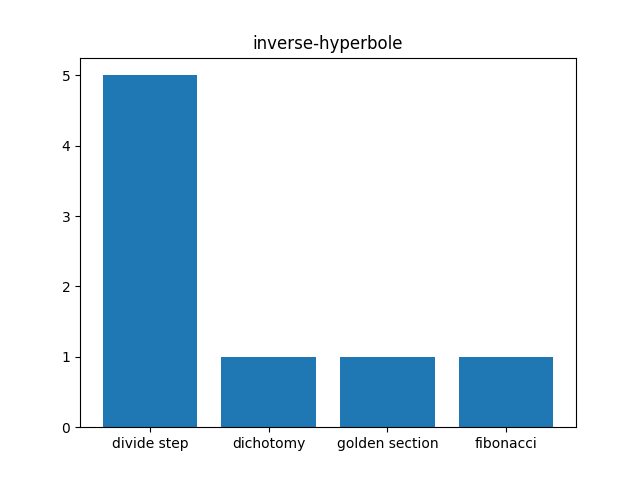 inverse-hyperbole
5
4
3
2
1
0
divide step
dichotomy
golden section
fibonacci